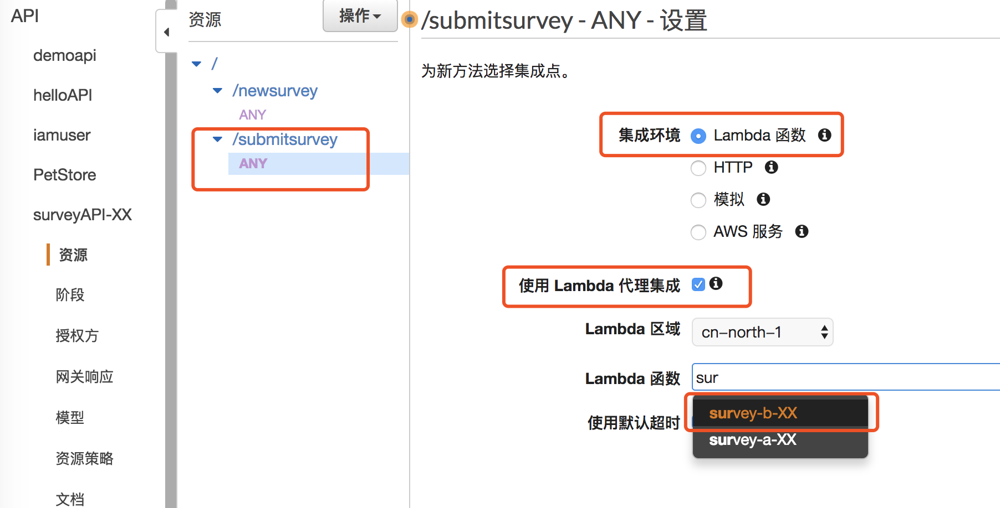 API
demoapi
helloAPI
iamuser
PetStore
surveyAPI-XX
资源
阶段
授权方
网关响应
模型
资源策略
文档
资源
操作
/
/newsurvey
ANY
/submitsurvey
ANY
/submitsurvey - ANY - 设置
为新方法选择集成点。
集成环境 Lambda 函数
HTTP
模拟
AWS 服务
使用 Lambda 代理集成
Lambda 区域 cn-north-1
Lambda 函数 sur
survey-b-XX
使用默认超时
survey-a-XX